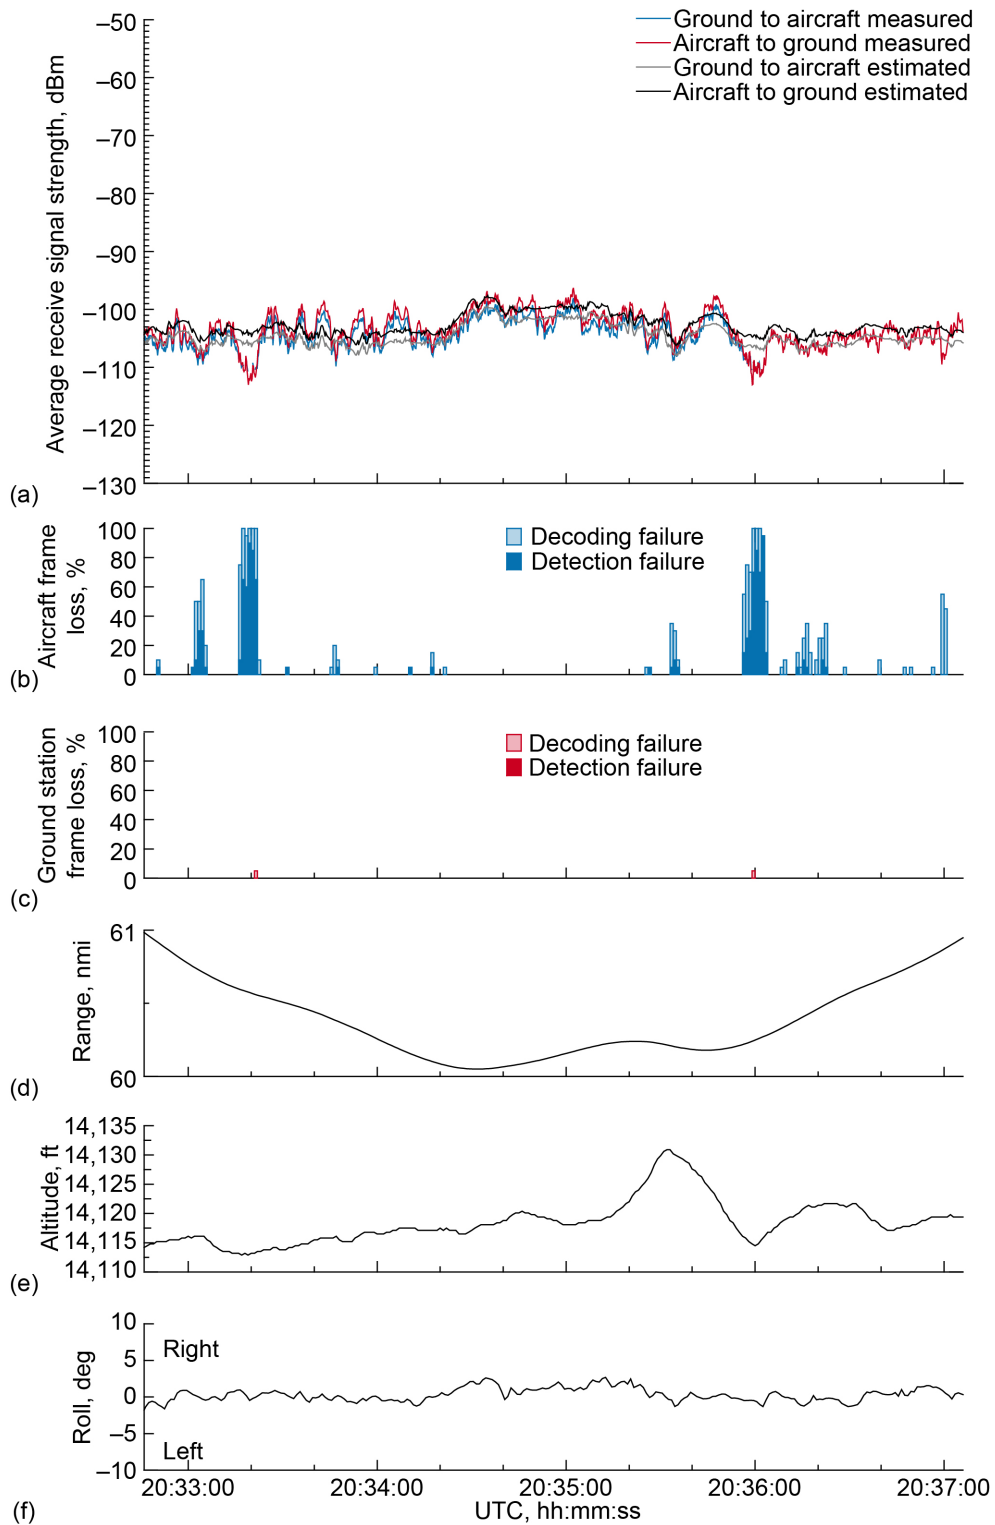 Ground to aircraft measured
Aircraft to ground measured
Ground to aircraft estimated
Aircraft to ground estimated
Average receive signal strength, dBm
–50
–60
–70
–80
–90
–100
–110
–120
–130
(a)
Aircraft frame
loss, %
100
80
60
40
20
0
Decoding failure
Detection failure
(b)
Ground station
frame loss, %
100
80
60
40
20
0
Decoding failure
Detection failure
(c)
Range, nmi
61
60
(d)
Altitude, ft
14,135
14,130
14,125
14,120
14,115
14,110
(e)
Roll, deg
10
5
0
–5
–10
Right
Left
20:33:00 20:34:00 20:35:00 20:36:00 20:37:00
UTC, hh:mm:ss
(f)